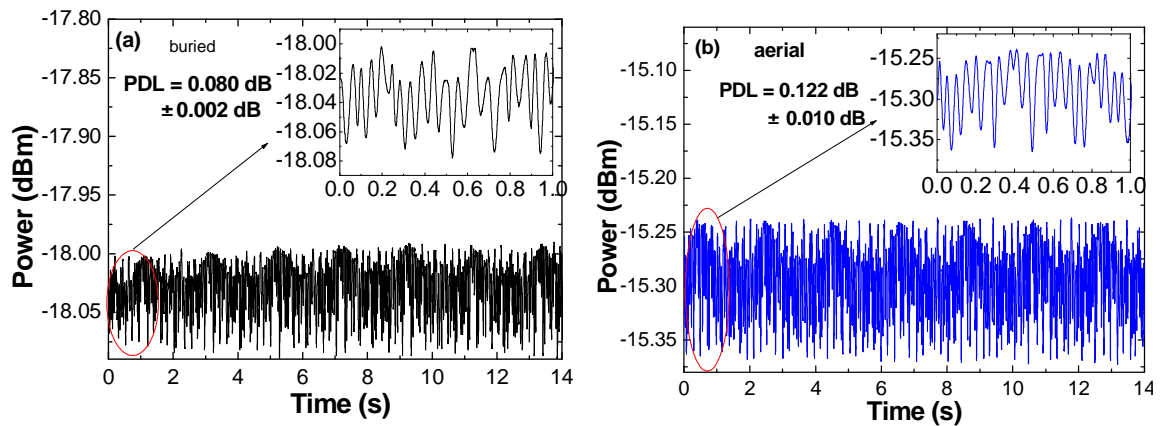 (a)
buried
PDL = 0.080 dB
± 0.002 dB
Power (dBm)
-17.80
-17.85
-17.90
-17.95
-18.00
-18.05
0 2 4 6 8 10 12 14
Time (s)
-18.00
-18.02
-18.04
-18.06
-18.08
0.0 0.2 0.4 0.6 0.8 1.0
(b)
aerial
PDL = 0.122 dB
± 0.010 dB
Power (dBm)
-15.10
-15.15
-15.20
-15.25
-15.30
-15.35
0 2 4 6 8 10 12 14
Time (s)
-15.25
-15.30
-15.35
0.0 0.2 0.4 0.6 0.8 1.0